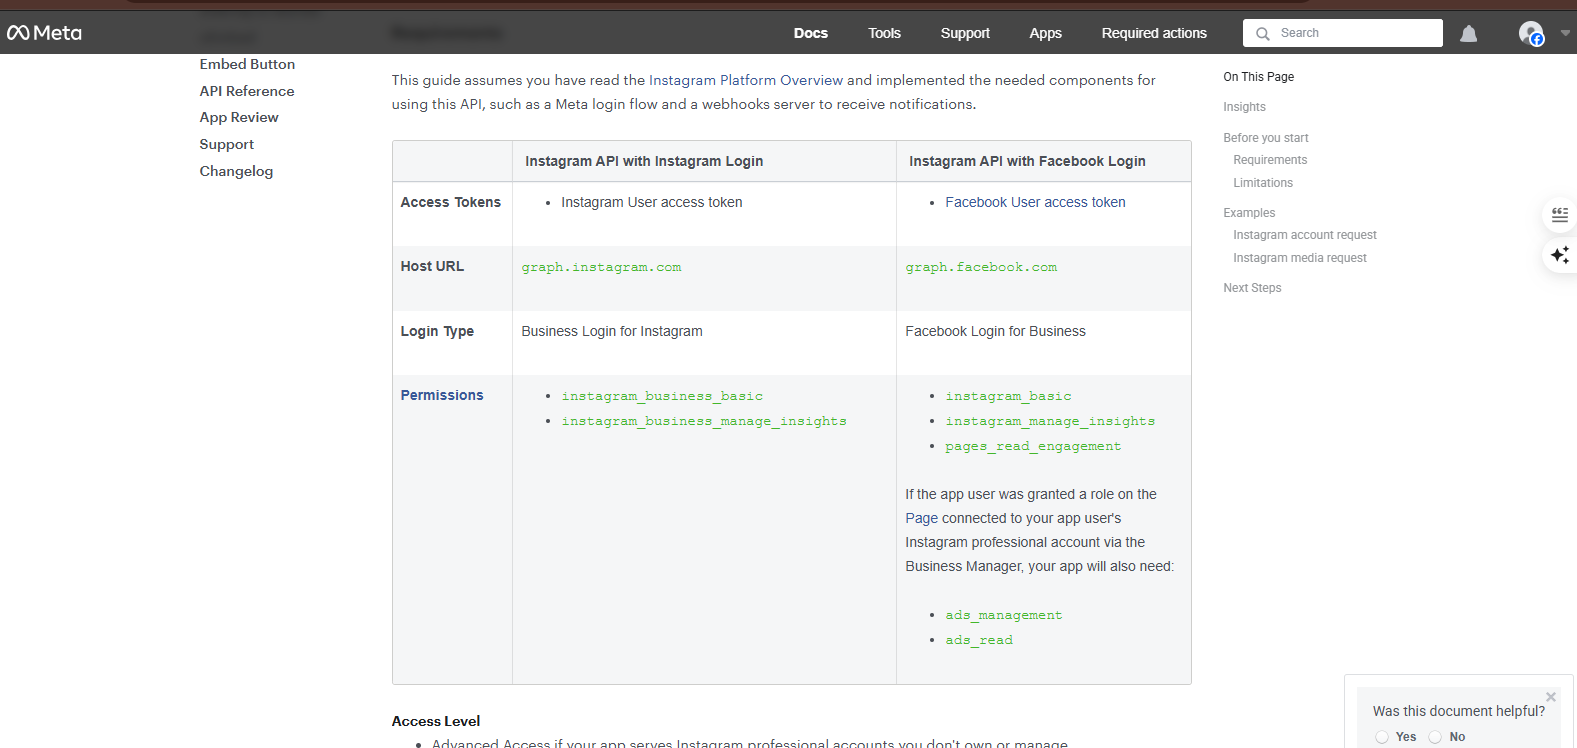 Meta
Docs
Tools
Support
Apps
Required actions
Search
Embed Button
API Reference
App Review
Support
Changelog
This guide assumes you have read the Instagram Platform Overview and implemented the needed components for
using this API, such as a Meta login flow and a webhooks server to receive notifications.
Instagram API with Instagram Login
Instagram API with Facebook Login
Access Tokens
• Instagram User access token
• Facebook User access token
Host URL
graph.instagram.com
graph.facebook.com
Login Type
Business Login for Instagram
Facebook Login for Business
Permissions
• instagram_business_basic
• instagram_business_manage_insights
• instagram_basic
• instagram_manage_insights
• pages_read_engagement
If the app user was granted a role on the
Page connected to your app user's
Instagram professional account via the
Business Manager, your app will also need:
• ads_management
• ads_read
Access Level
• Advanced Access if your app serves Instagram professional accounts you don't own or manage
On This Page
Insights
Before you start
Requirements
Limitations
Examples
Instagram account request
Instagram media request
Next Steps
Was this document helpful?
Yes
No